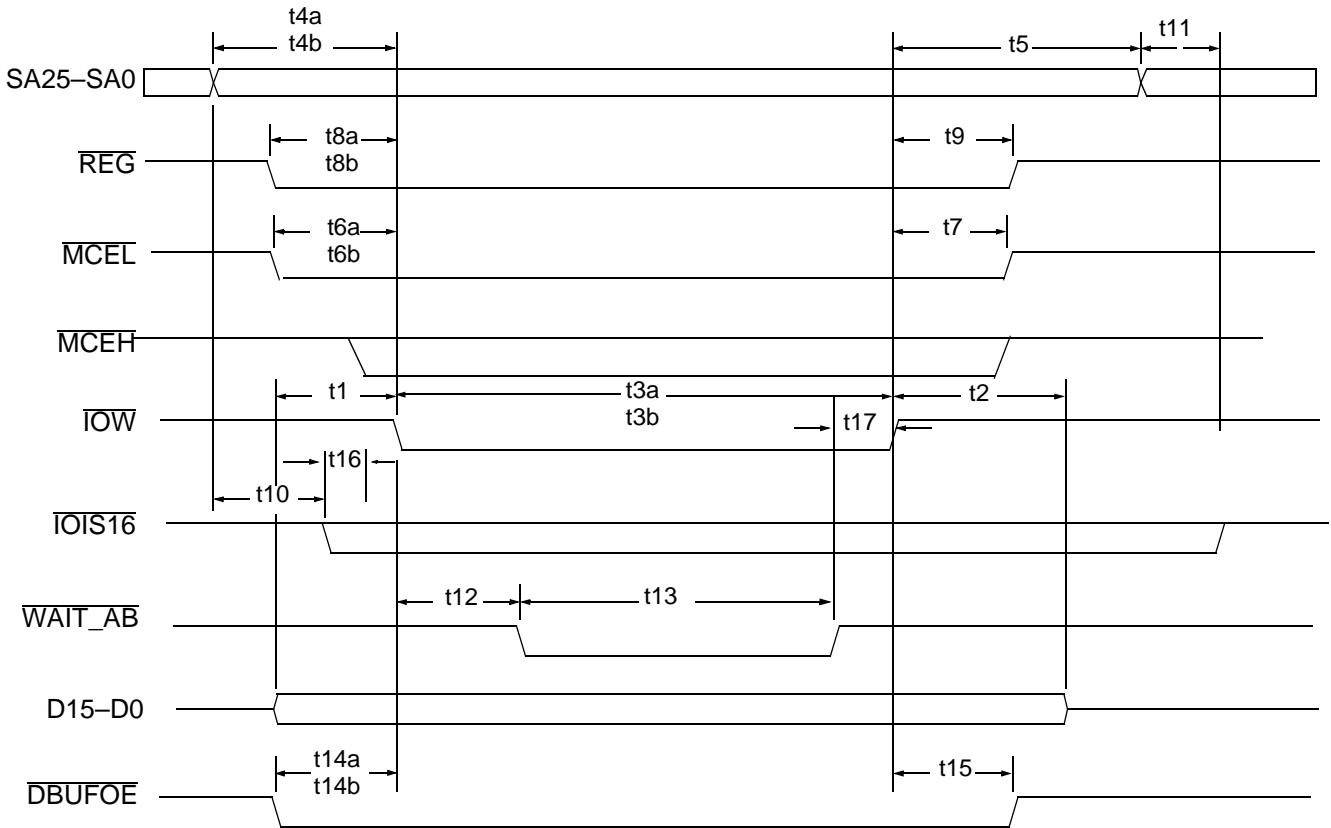 t4a
t4b
t5
t11
SA25–SA0
t8a
t8b
t9
REG
t6a
t6b
t7
MCEL
MCEH
t1
t3a
t3b
t2
IOW
t17
t16
t10
IOIS16
t12
t13
WAIT_AB
D15–D0
t14a
t14b
t15
DBUFOE